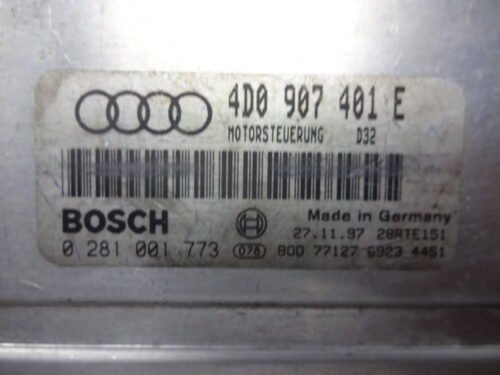 4D0 907 401 E
MOTORSTEUERUNG D32
BOSCH
Made in Germany
27.11.97 28RTE151
0 281 001 773 078 800 77127 6923 4451